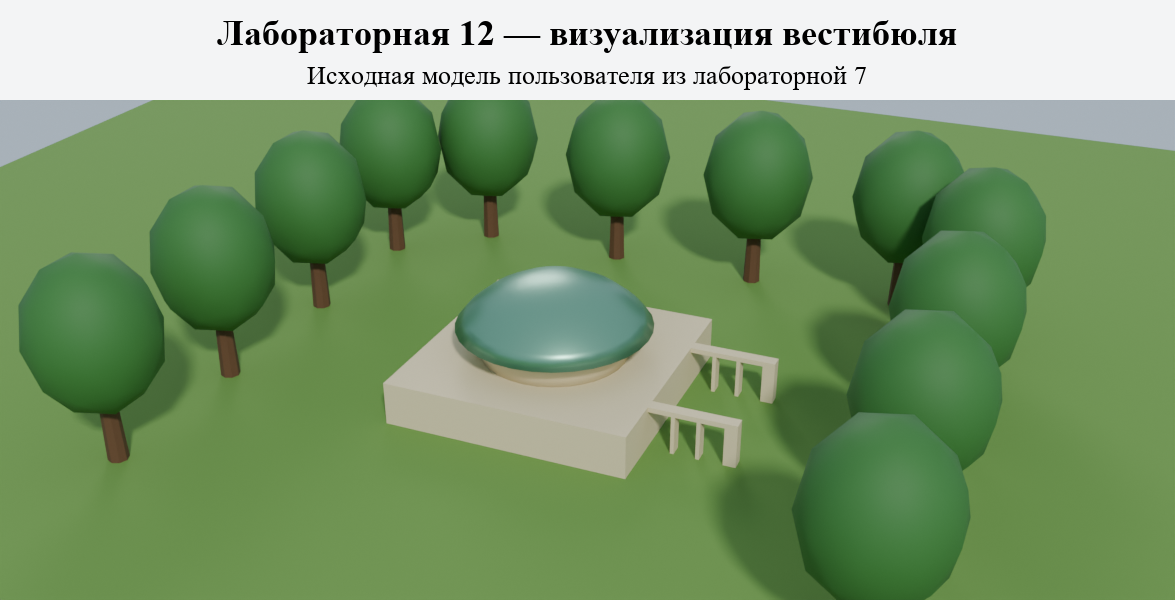 Лабораторная 12 — визуализация вестибюля
Исходная модель пользователя из лабораторной 7